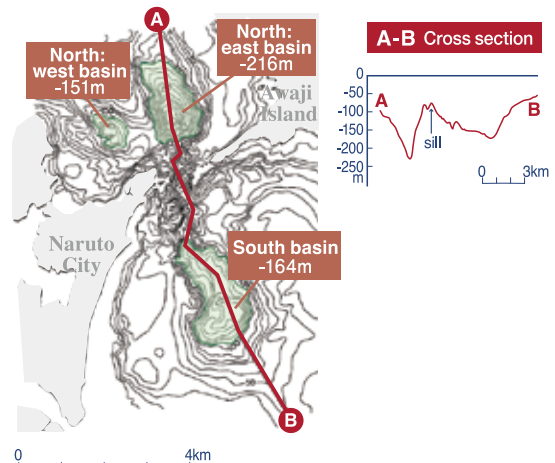 A
North:
east basin
-216m
North:
west basin
-151m
Awaji
Island
Naruto
City
South basin
-164m
50
B
0 4km
A-B Cross section
0
-50
-100
-150
-200
-250
m
A
B
sill
0 3km